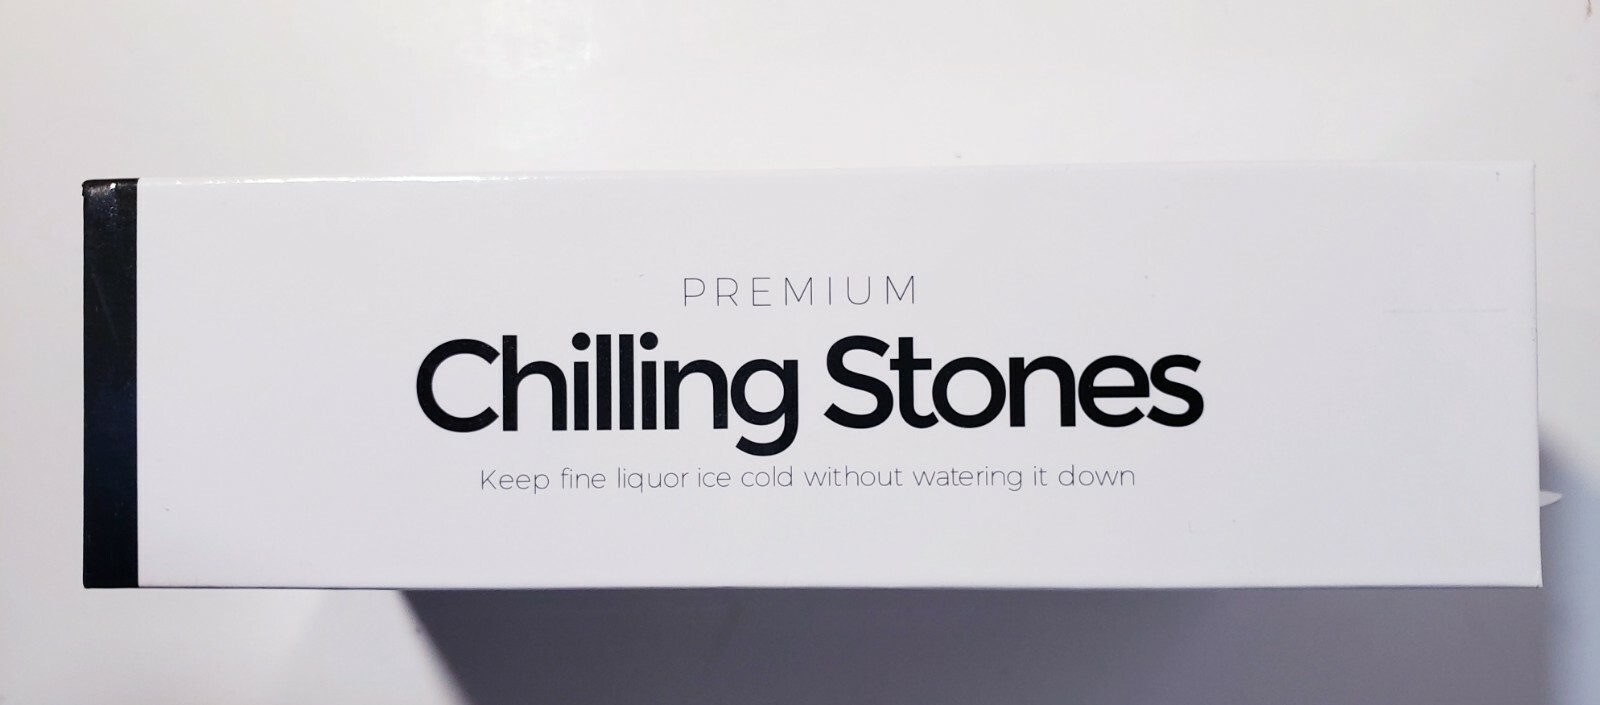 PREMIUM
Chilling Stones
Keep fine liquor ice cold without watering it down